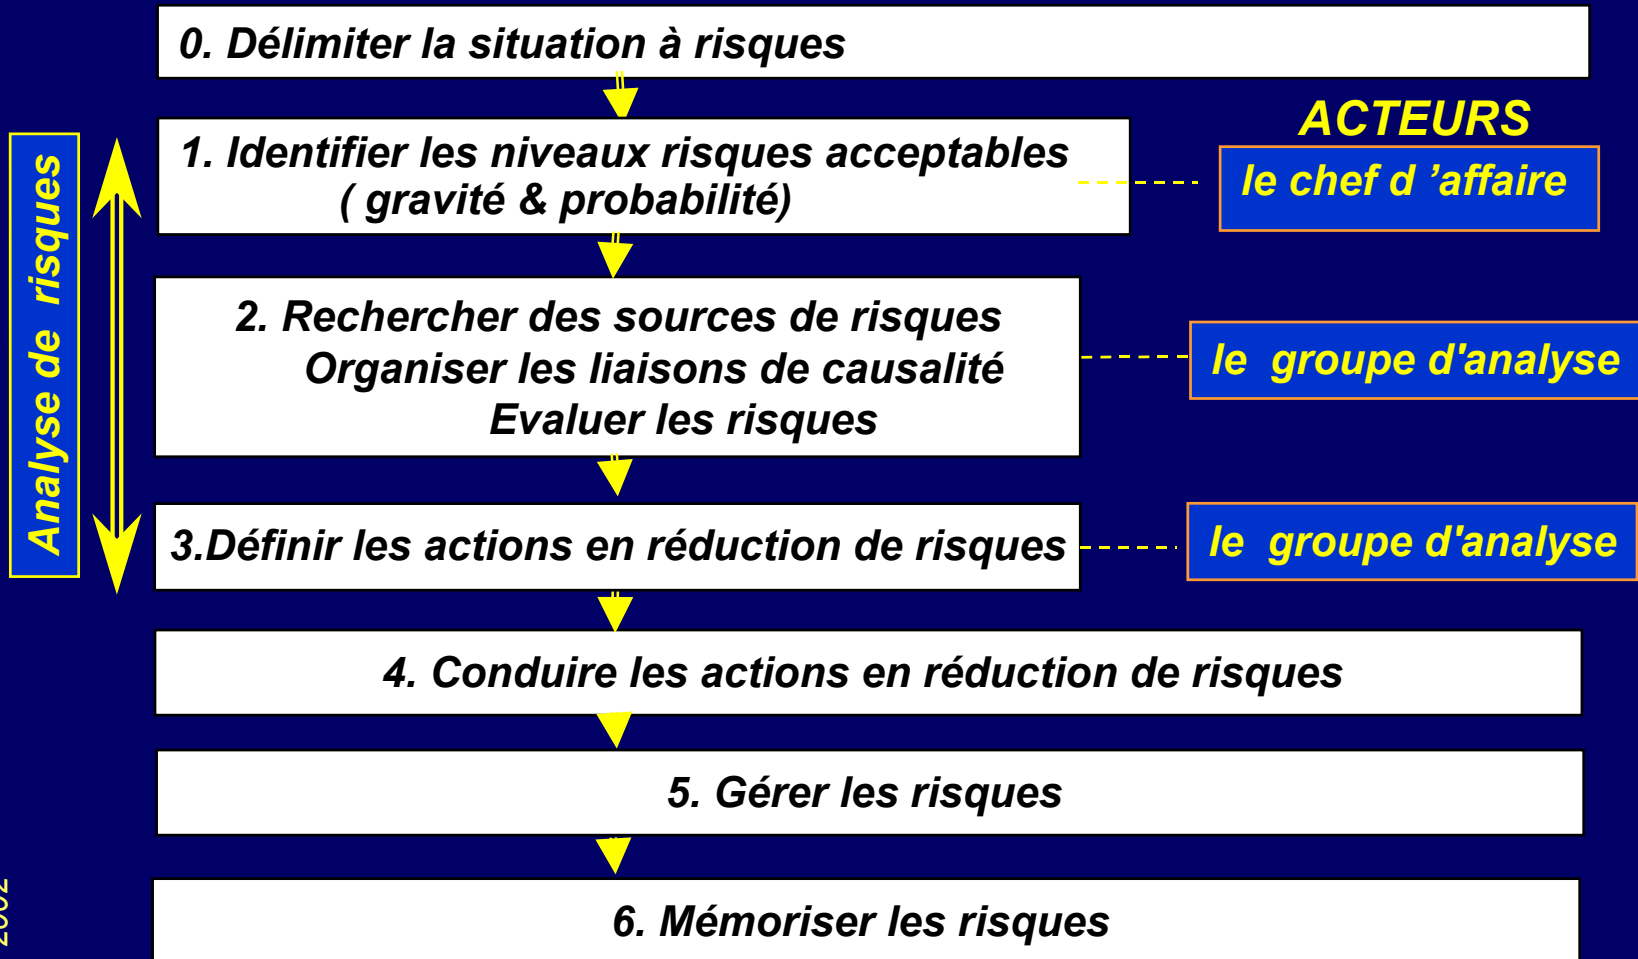 0. Délimiter la situation à risques
ACTEURS
1. Identifier les niveaux risques acceptables
( gravité & probabilité)
le chef d ’affaire
Analyse de risques
2. Rechercher des sources de risques
Organiser les liaisons de causalité
Evaluer les risques
le groupe d'analyse
3.Définir les actions en réduction de risques
le groupe d'analyse
4. Conduire les actions en réduction de risques
5. Gérer les risques
6. Mémoriser les risques